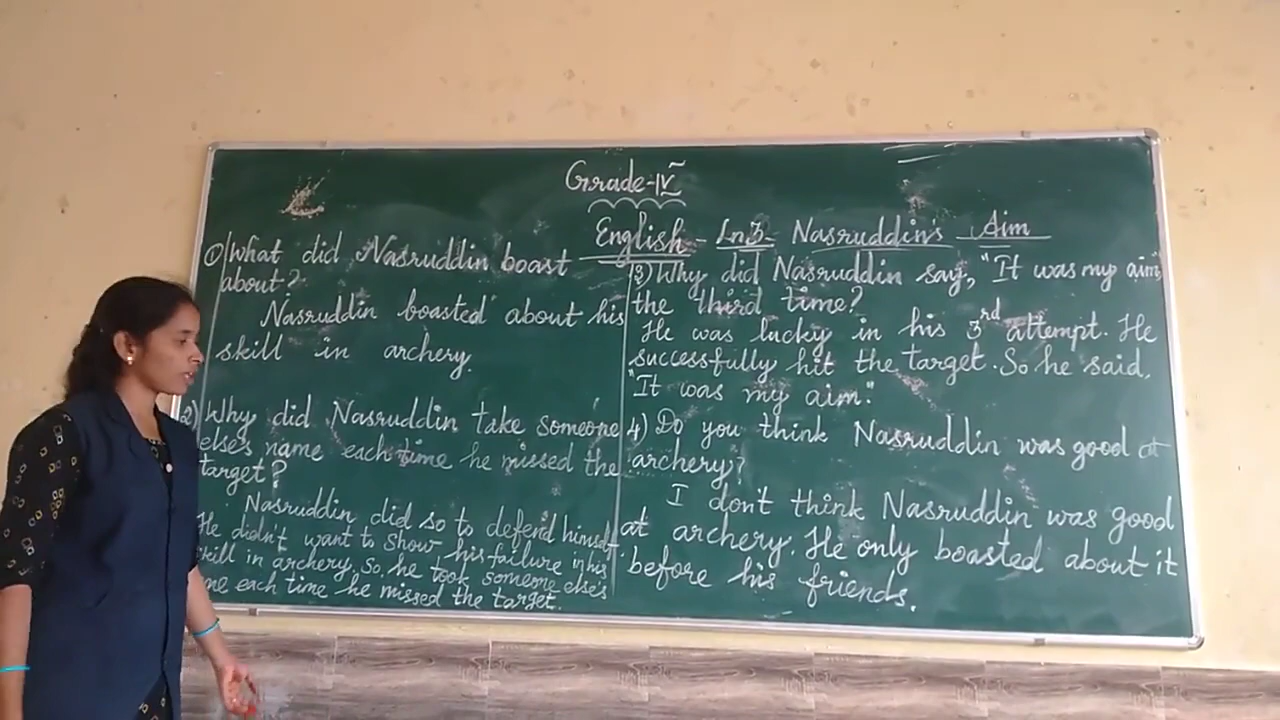 Grade-IV
English - Ln.3- Nasruddin's Aim
1) What did Nasruddin boast
about?
Nasruddin boasted about his
skill in archery.
2) Why did Nasruddin take someone
else's name each time he missed the
target?
Nasruddin did so to defend himself
He didn't want to show his failure in his
skill in archery. So, he took someone else's
me each time he missed the target.
3) Why did Nasruddin say, "It was my aim
the third time?
He was lucky in his 3rd attempt. He
successfully hit the target. So he said,
"It was my aim."
4) Do you think Nasruddin was good at
archery?
I don't think Nasruddin was good
at archery. He only boasted about it
before his friends.